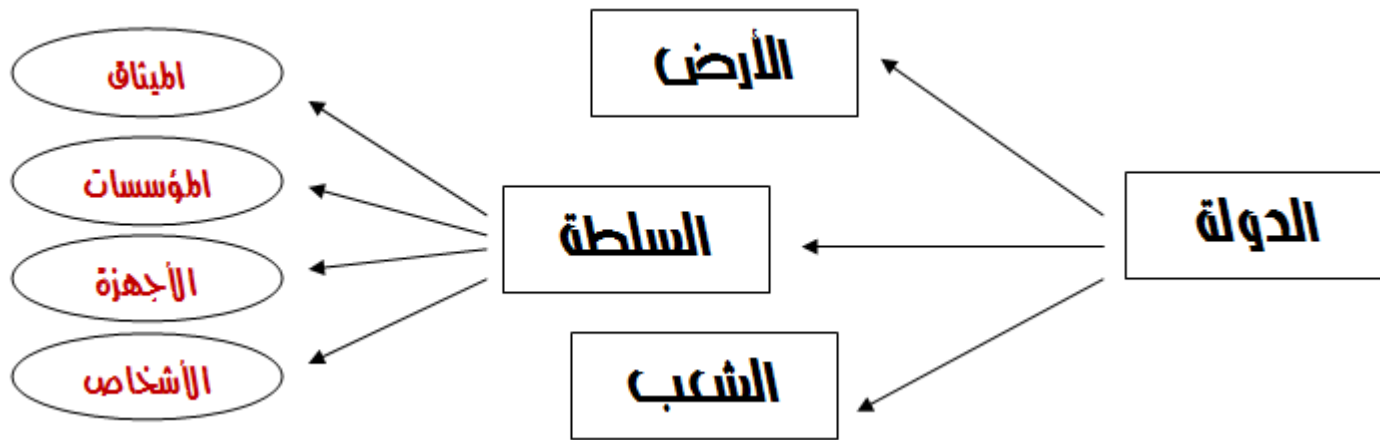 الدولة
الأرض
السلطة
الشعب
الميثاق
المؤسسات
الأجهزة
الأشخاص